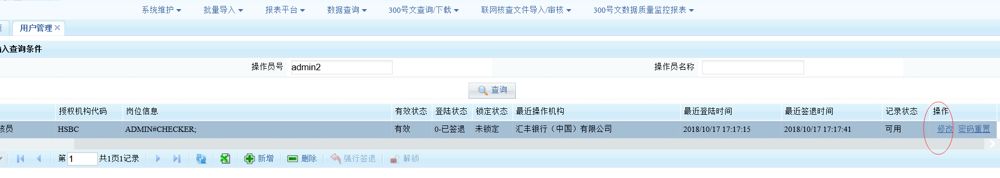 系统维护 批量导入 报表平台 数据查询 300号文查询/下载 联网核查文件导入/审核 300号文数据质量监控报表
用户管理
入查询条件
操作员号 admin2 操作员名称
查询
授权机构代码 岗位信息 有效状态 登陆状态 锁定状态 最近操作机构 最近登陆时间 最近签退时间 记录状态 操作
核员 HSBC ADMIN#CHECKER; 有效 0-已签退 未锁定 汇丰银行（中国）有限公司 2018/10/17 17:17:15 2018/10/17 17:17:41 可用 修改 密码重置
第 1 共1页1记录 新增 删除 强行签退 解锁